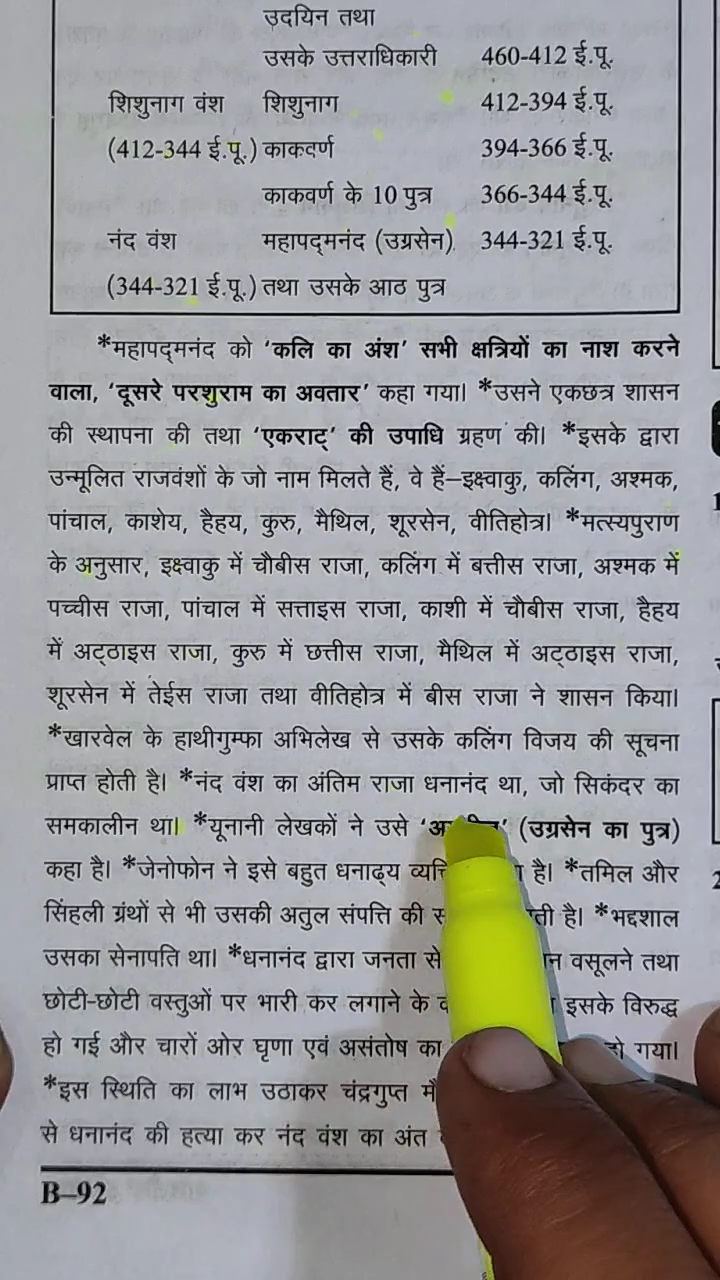 उदयिन तथा
उसके उत्तराधिकारी 460-412 ई.पू.
शिशुनाग वंश शिशुनाग 412-394 ई.पू.
(412-344 ई.पू.) काकवर्ण 394-366 ई.पू.
काकवर्ण के 10 पुत्र 366-344 ई.पू.
नंद वंश महापद्मनंद (उग्रसेन) 344-321 ई.पू.
(344-321 ई.पू.) तथा उसके आठ पुत्र
*महापद्मनंद को ‘कलि का अंश’ सभी क्षत्रियों का नाश करने
वाला, ‘दूसरे परशुराम का अवतार’ कहा गया। *उसने एकछत्र शासन
की स्थापना की तथा ‘एकराट्’ की उपाधि ग्रहण की। *इसके द्वारा
उन्मूलित राजवंशों के जो नाम मिलते हैं, वे हैं–इक्ष्वाकु, कलिंग, अश्मक,
पांचाल, काशेय, हैहय, कुरु, मैथिल, शूरसेन, वीतिहोत्र। *मत्स्यपुराण
के अनुसार, इक्ष्वाकु में चौबीस राजा, कलिंग में बत्तीस राजा, अश्मक में
पच्चीस राजा, पांचाल में सत्ताइस राजा, काशी में चौबीस राजा, हैहय
में अट्ठाइस राजा, कुरु में छत्तीस राजा, मैथिल में अट्ठाइस राजा,
शूरसेन में तेईस राजा तथा वीतिहोत्र में बीस राजा ने शासन किया।
*खारवेल के हाथीगुम्फा अभिलेख से उसके कलिंग विजय की सूचना
प्राप्त होती है। *नंद वंश का अंतिम राजा धनानंद था, जो सिकंदर का
समकालीन था। *यूनानी लेखकों ने उसे (उग्रसेन का पुत्र)
कहा है। *जेनोफोन ने इसे बहुत धनाढ्य है। *तमिल और
सिंहली ग्रंथों से भी उसकी अतुल संपत्ति की है। *भद्दशाल
उसका सेनापति था। *धनानंद द्वारा जनता से वसूलने तथा
छोटी-छोटी वस्तुओं पर भारी कर लगाने के इसके विरुद्ध
हो गई और चारों ओर घृणा एवं असंतोष का हो गया।
*इस स्थिति का लाभ उठाकर चंद्रगुप्त
से धनानंद की हत्या कर नंद वंश का अंत
B–92